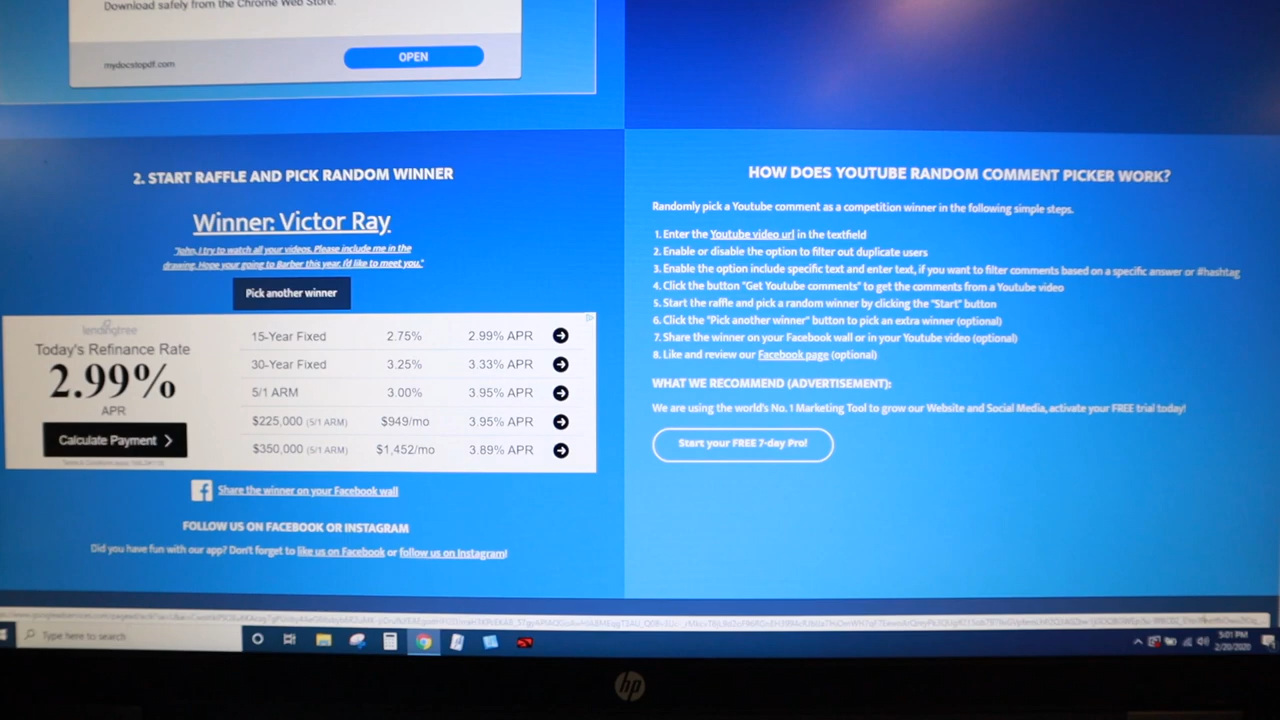 Download safely from the Chrome Web Store.
mydocstopdf.com
OPEN
2. START RAFFLE AND PICK RANDOM WINNER
Winner: Victor Ray
"John, I try to watch all your videos. Please include me in the
drawing. Hope your going to Barber this year. I'd like to meet you."
Pick another winner
lendingtree
Today's Refinance Rate
2.99%
APR
Calculate Payment
15-Year Fixed 2.75% 2.99% APR
30-Year Fixed 3.25% 3.33% APR
5/1 ARM 3.00% 3.95% APR
$225,000 (5/1 ARM) $949/mo 3.95% APR
$350,000 (5/1 ARM) $1,452/mo 3.89% APR
Share the winner on your Facebook wall
FOLLOW US ON FACEBOOK OR INSTAGRAM
Did you have fun with our app? Don't forget to like us on Facebook or follow us on Instagram!
HOW DOES YOUTUBE RANDOM COMMENT PICKER WORK?
Randomly pick a Youtube comment as a competition winner in the following simple steps.
1. Enter the Youtube video url in the textfield
2. Enable or disable the option to filter out duplicate users
3. Enable the option include specific text and enter text, if you want to filter comments based on a specific answer or #hashtag
4. Click the button "Get Youtube comments" to get the comments from a Youtube video
5. Start the raffle and pick a random winner by clicking the "Start" button
6. Click the "Pick another winner" button to pick an extra winner (optional)
7. Share the winner on your Facebook wall or in your Youtube video (optional)
8. Like and review our Facebook page (optional)
WHAT WE RECOMMEND (ADVERTISEMENT):
We are using the world's No. 1 Marketing Tool to grow our Website and Social Media, activate your FREE trial today!
Start your FREE 7-day Pro!
Type here to search
5:01 PM
2/20/2020
hp